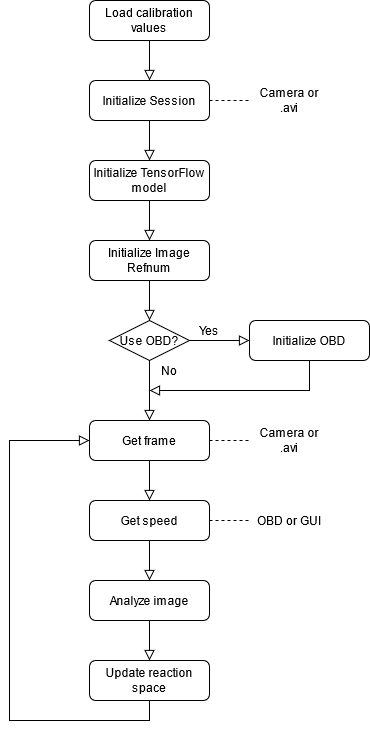 Load calibration
values
Initialize Session
Camera or
.avi
Initialize TensorFlow
model
Initialize Image
Refnum
Use OBD?
Yes
Initialize OBD
No
Get frame
Camera or
.avi
Get speed
OBD or GUI
Analyze image
Update reaction
space